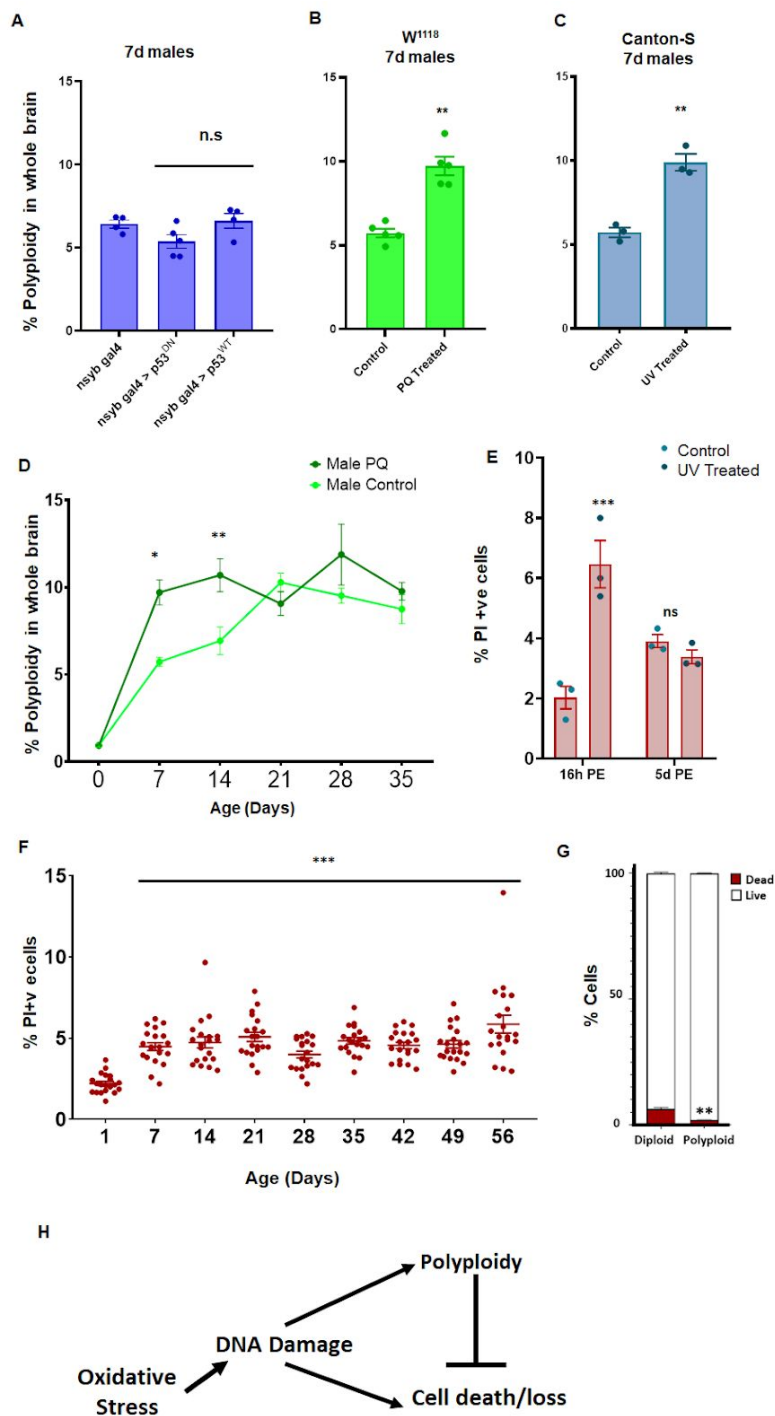 A
7d males
% Polyploidy in whole brain
15
10
5
0
n.s
nsyb gal4
nsyb gal4 > p53DN
nsyb gal4 > p53WT
B
W1118
7d males
15
10
5
0
**
Control
PQ Treated
C
Canton-S
7d males
15
10
5
0
**
Control
UV Treated
D
Male PQ
Male Control
% Polyploidy in whole brain
15
10
5
0
*
**
0 7 14 21 28 35
Age (Days)
E
Control
UV Treated
% PI +ve cells
10
8
6
4
2
0
***
ns
16h PE 5d PE
F
***
% PI+v ecells
15
10
5
0
1 7 14 21 28 35 42 49 56
Age (Days)
G
Dead
Live
% Cells
100
50
0
**
Diploid Polyploid
H
Polyploidy
DNA Damage
Oxidative
Stress
Cell death/loss